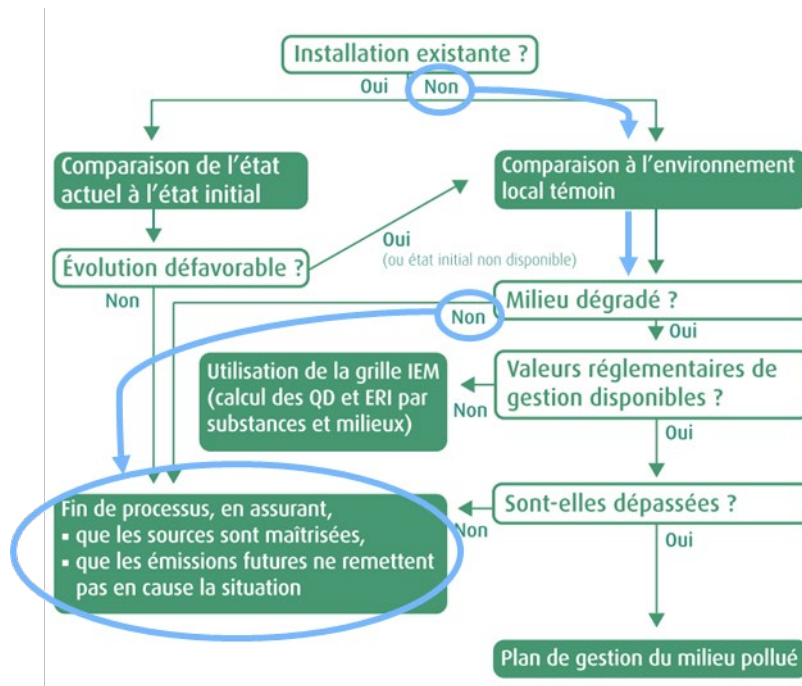 Installation existante ?
Oui
Non
Comparaison de l'état
actuel à l'état initial
Comparaison à l'environnement
local témoin
Oui
(ou état initial non disponible)
Évolution défavorable ?
Non
Milieu dégradé ?
Non
Oui
Utilisation de la grille IEM
(calcul des QD et ERI par
substances et milieux)
Valeurs réglementaires de
gestion disponibles ?
Non
Oui
Fin de processus, en assurant,
▪ que les sources sont maîtrisées,
▪ que les émissions futures ne remettent
pas en cause la situation
Sont-elles dépassées ?
Non
Oui
Plan de gestion du milieu pollué